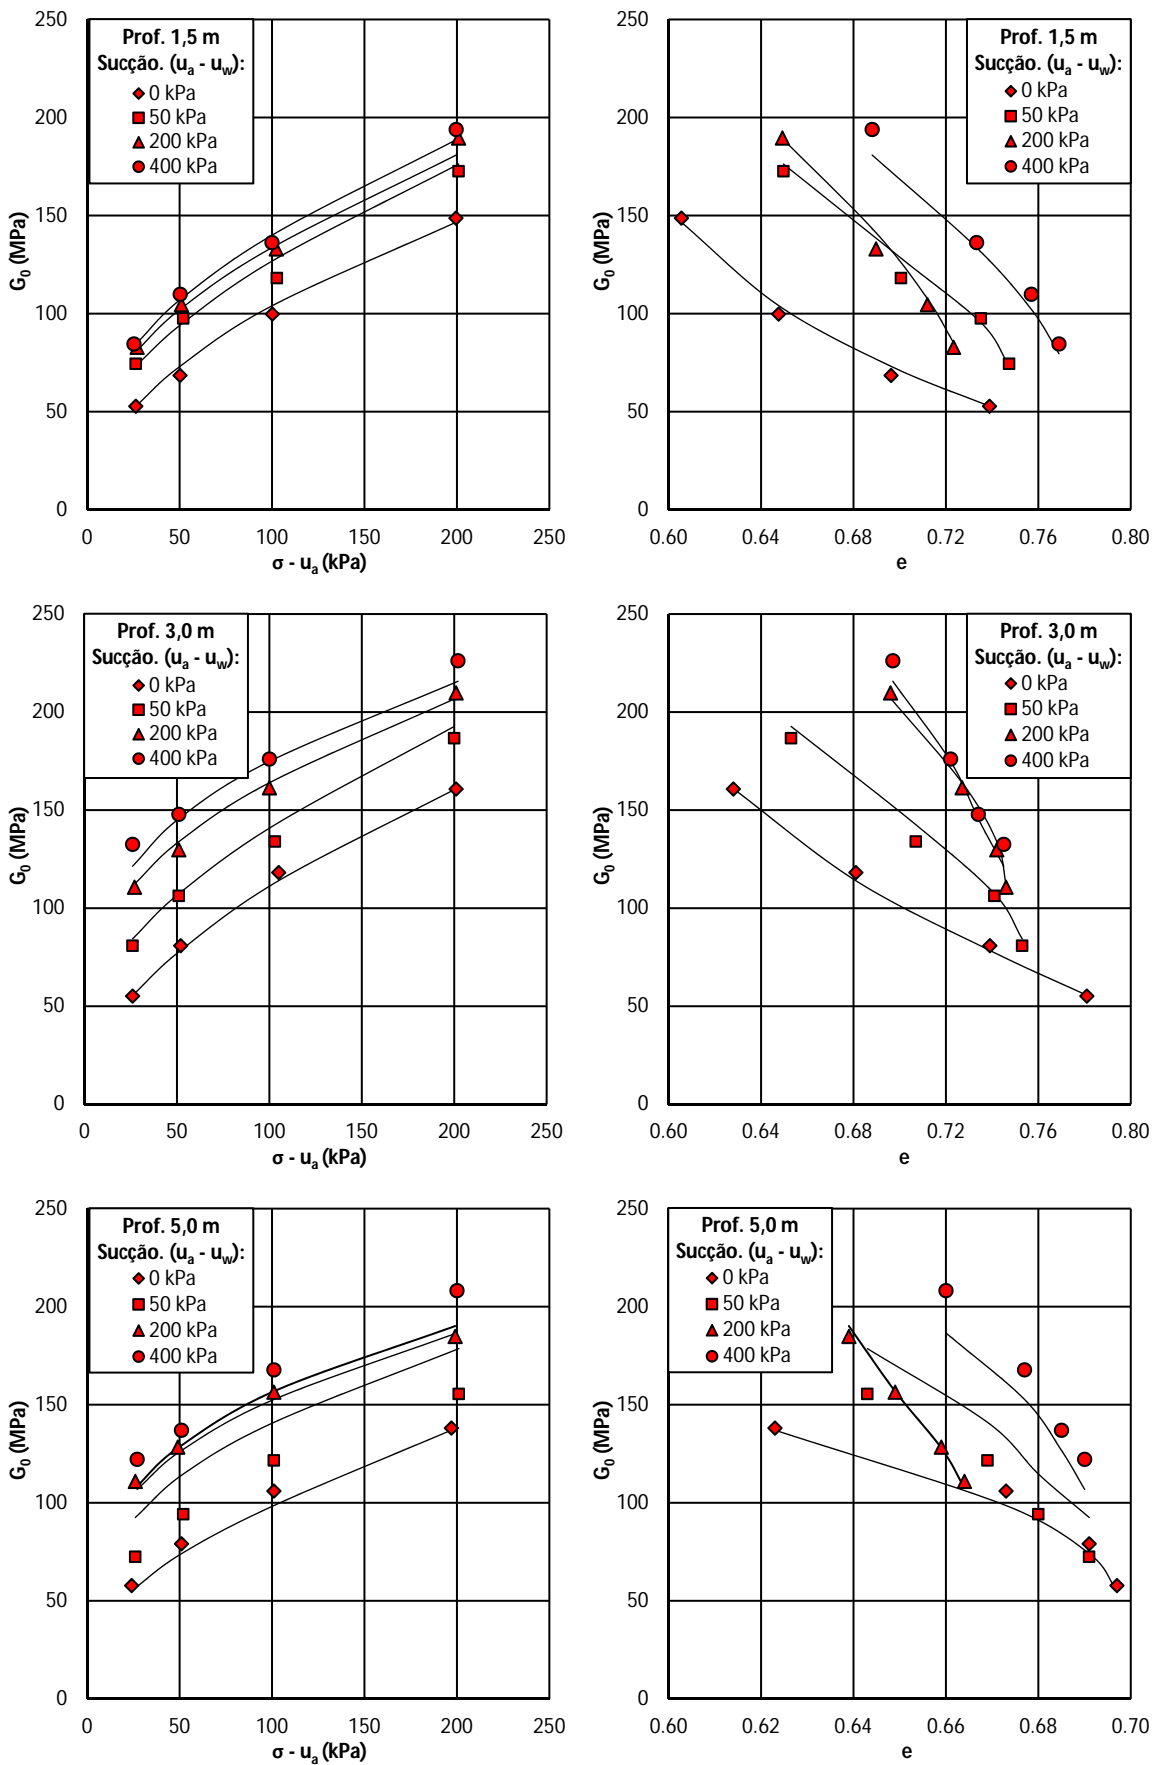 250
200
150
100
50
0
G0 (MPa)
Prof. 1,5 m
Sucção. (ua - uw):
0 kPa
50 kPa
200 kPa
400 kPa
0 50 100 150 200 250
σ - ua (kPa)
250
200
150
100
50
0
G0 (MPa)
Prof. 1,5 m
Sucção. (ua - uw):
0 kPa
50 kPa
200 kPa
400 kPa
0.60 0.64 0.68 0.72 0.76 0.80
e
250
200
150
100
50
0
G0 (MPa)
Prof. 3,0 m
Sucção. (ua - uw):
0 kPa
50 kPa
200 kPa
400 kPa
0 50 100 150 200 250
σ - ua (kPa)
250
200
150
100
50
0
G0 (MPa)
Prof. 3,0 m
Sucção. (ua - uw):
0 kPa
50 kPa
200 kPa
400 kPa
0.60 0.64 0.68 0.72 0.76 0.80
e
250
200
150
100
50
0
G0 (MPa)
Prof. 5,0 m
Sucção. (ua - uw):
0 kPa
50 kPa
200 kPa
400 kPa
0 50 100 150 200 250
σ - ua (kPa)
250
200
150
100
50
0
G0 (MPa)
Prof. 5,0 m
Sucção. (ua - uw):
0 kPa
50 kPa
200 kPa
400 kPa
0.60 0.62 0.64 0.66 0.68 0.70
e